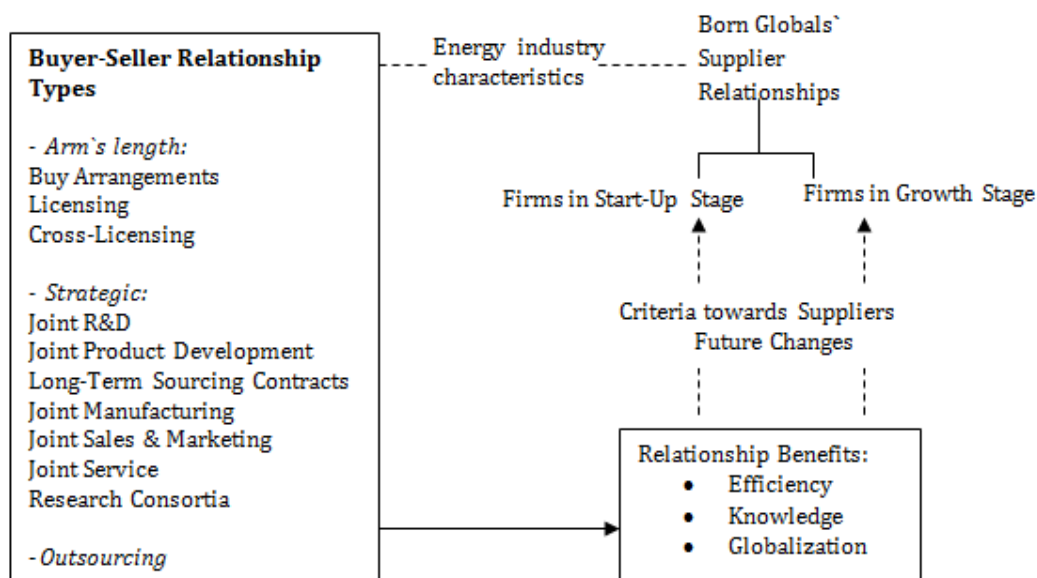 Buyer-Seller Relationship
Types
- Arm`s length:
Buy Arrangements
Licensing
Cross-Licensing
- Strategic:
Joint R&D
Joint Product Development
Long-Term Sourcing Contracts
Joint Manufacturing
Joint Sales & Marketing
Joint Service
Research Consortia
- Outsourcing
Energy industry
characteristics
Born Globals`
Supplier
Relationships
Firms in Start-Up Stage
Firms in Growth Stage
Criteria towards Suppliers
Future Changes
Relationship Benefits:
• Efficiency
• Knowledge
• Globalization